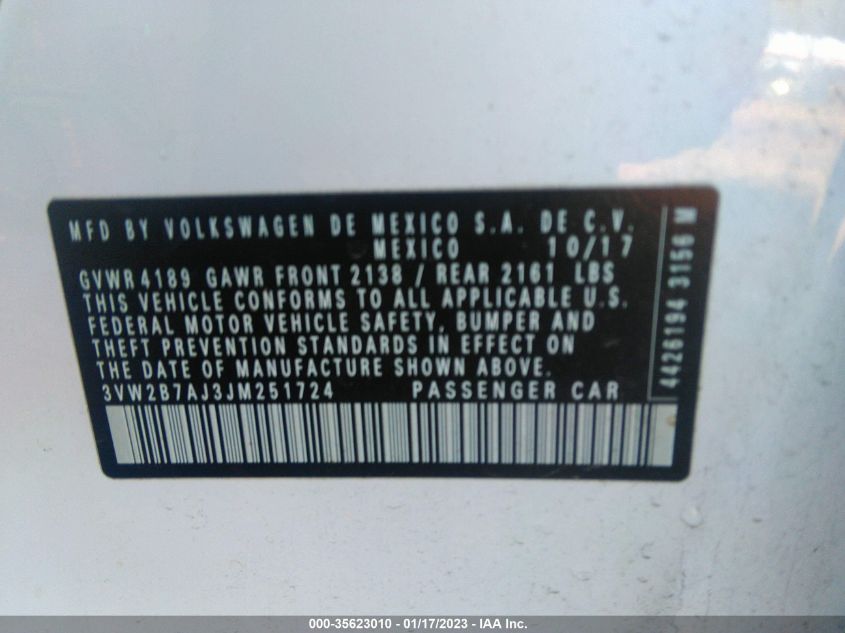 MFD BY VOLKSWAGEN DE MEXICO S.A. DE C.V.
MEXICO 10/17
GVWR 4189 GAWR FRONT 2138 / REAR 2161 LBS
THIS VEHICLE CONFORMS TO ALL APPLICABLE U.S.
FEDERAL MOTOR VEHICLE SAFETY, BUMPER AND
THEFT PREVENTION STANDARDS IN EFFECT ON
THE DATE OF MANUFACTURE SHOWN ABOVE.
3VW2B7AJ3JM251724 PASSENGER CAR
4426194 3156 M
000-35623010 - 01/17/2023 - IAA Inc.